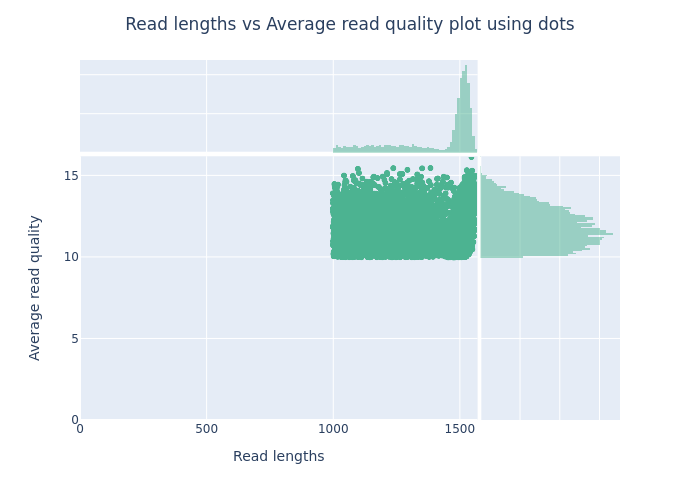 Read lengths vs Average read quality plot using dots
15
10
5
0
Average read quality
0 500 1000 1500
Read lengths